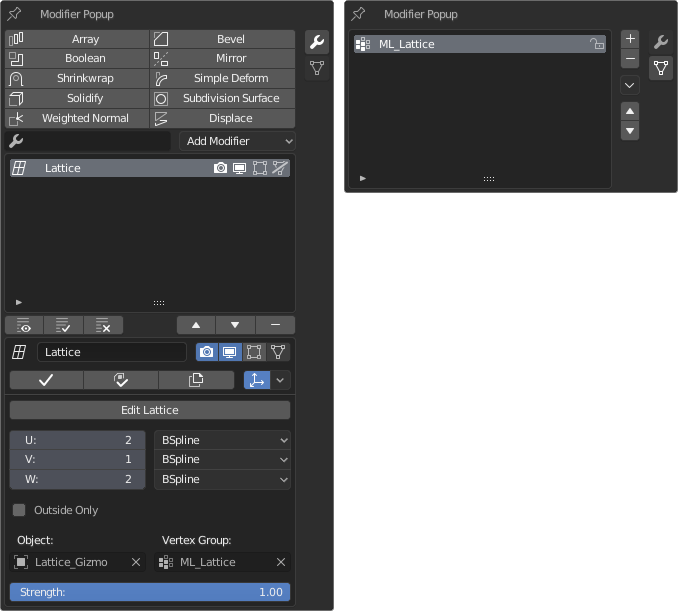 Modifier Popup
Array Bevel
Boolean Mirror
Shrinkwrap Simple Deform
Solidify Subdivision Surface
Weighted Normal Displace
Add Modifier
Lattice
Lattice
Edit Lattice
U: 2 BSpline
V: 1 BSpline
W: 2 BSpline
Outside Only
Object: Vertex Group:
Lattice_Gizmo ML_Lattice
Strength: 1.00
Modifier Popup
ML_Lattice